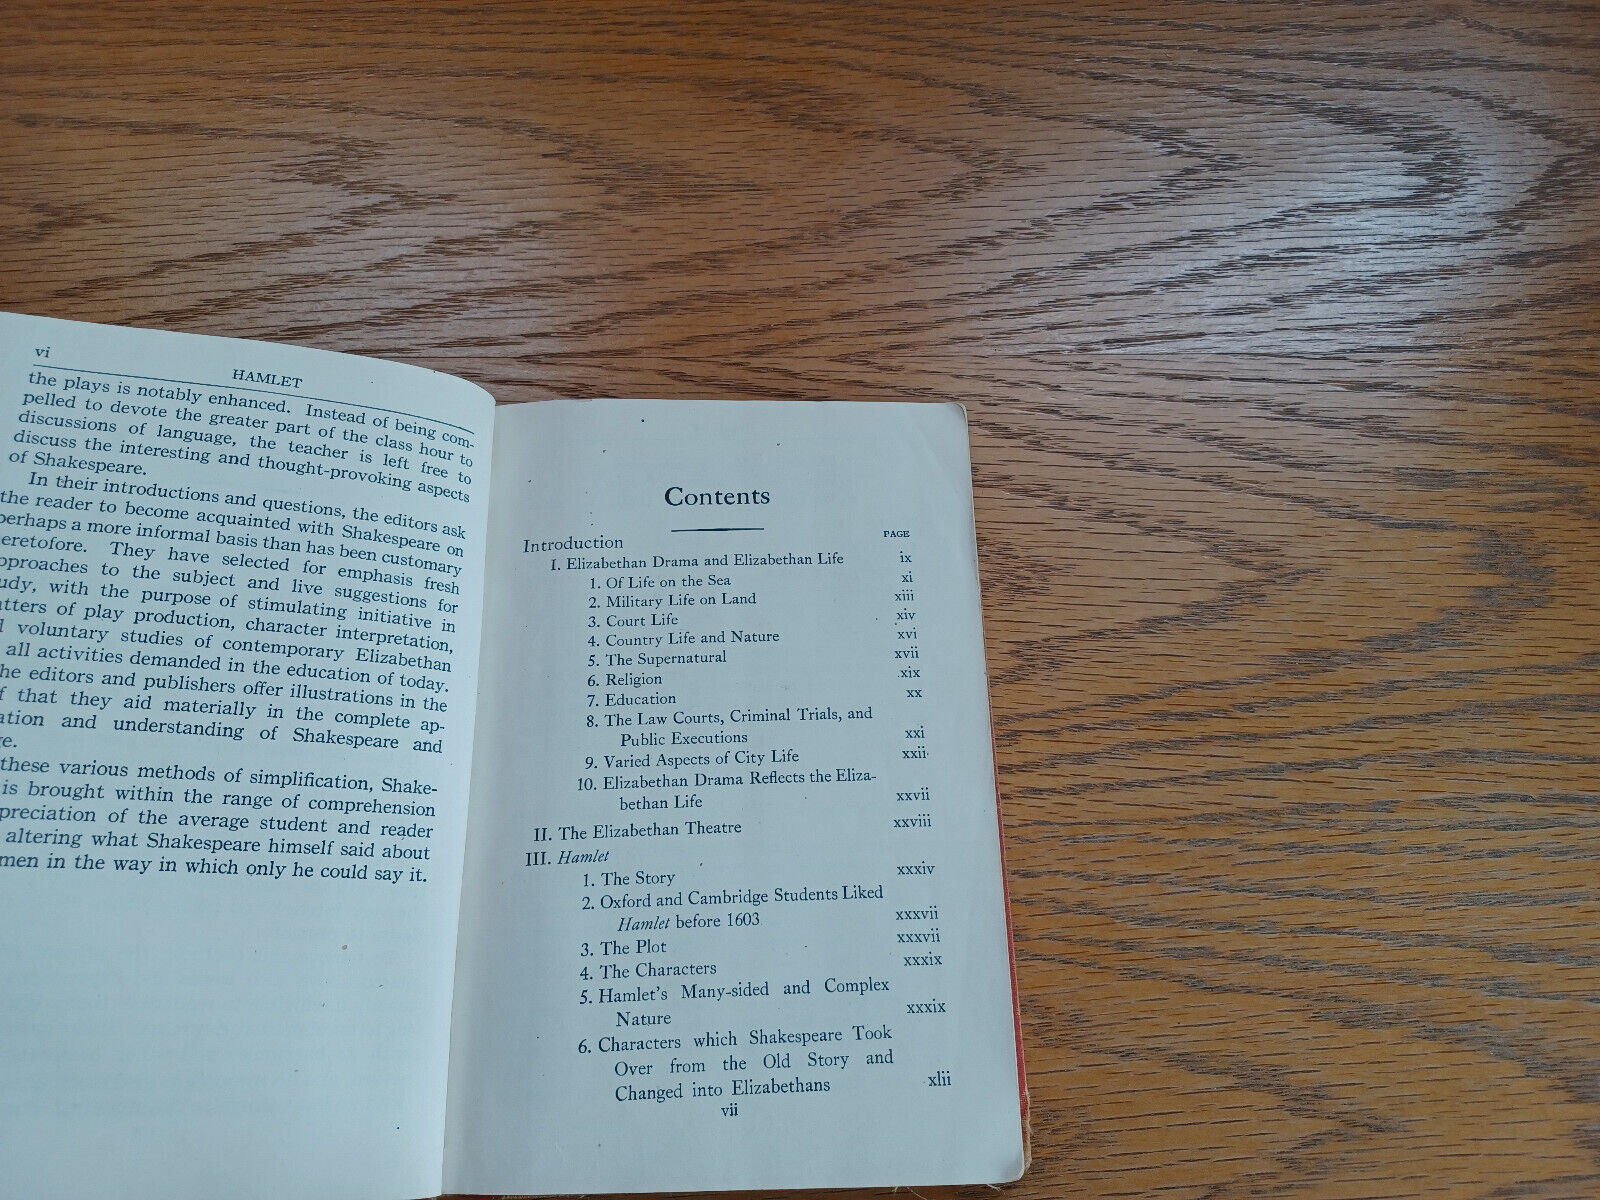 vi
HAMLET
the plays is notably enhanced. Instead of being com-
pelled to devote the greater part of the class hour to
discussions of language, the teacher is left free to
discuss the interesting and thought-provoking aspects
of Shakespeare.
In their introductions and questions, the editors ask
the reader to become acquainted with Shakespeare on
perhaps a more informal basis than has been customary
eretofore. They have selected for emphasis fresh
pproaches to the subject and live suggestions for
udy, with the purpose of stimulating initiative in
tters of play production, character interpretation,
voluntary studies of contemporary Elizabethan
all activities demanded in the education of today.
he editors and publishers offer illustrations in the
f that they aid materially in the complete ap-
ation and understanding of Shakespeare and
ge.
these various methods of simplification, Shake-
is brought within the range of comprehension
preciation of the average student and reader
altering what Shakespeare himself said about
men in the way in which only he could say it.
Contents
PAGE
Introduction
I. Elizabethan Drama and Elizabethan Life ix
1. Of Life on the Sea xi
2. Military Life on Land xiii
3. Court Life xiv
4. Country Life and Nature xvi
5. The Supernatural xvii
6. Religion xix
7. Education xx
8. The Law Courts, Criminal Trials, and
Public Executions xxi
9. Varied Aspects of City Life xxii
10. Elizabethan Drama Reflects the Eliza-
bethan Life xxvii
II. The Elizabethan Theatre xxviii
III. Hamlet
1. The Story xxxiv
2. Oxford and Cambridge Students Liked
Hamlet before 1603 xxxvii
3. The Plot xxxvii
4. The Characters xxxix
5. Hamlet's Many-sided and Complex
Nature xxxix
6. Characters which Shakespeare Took
Over from the Old Story and
Changed into Elizabethans xlii
vii